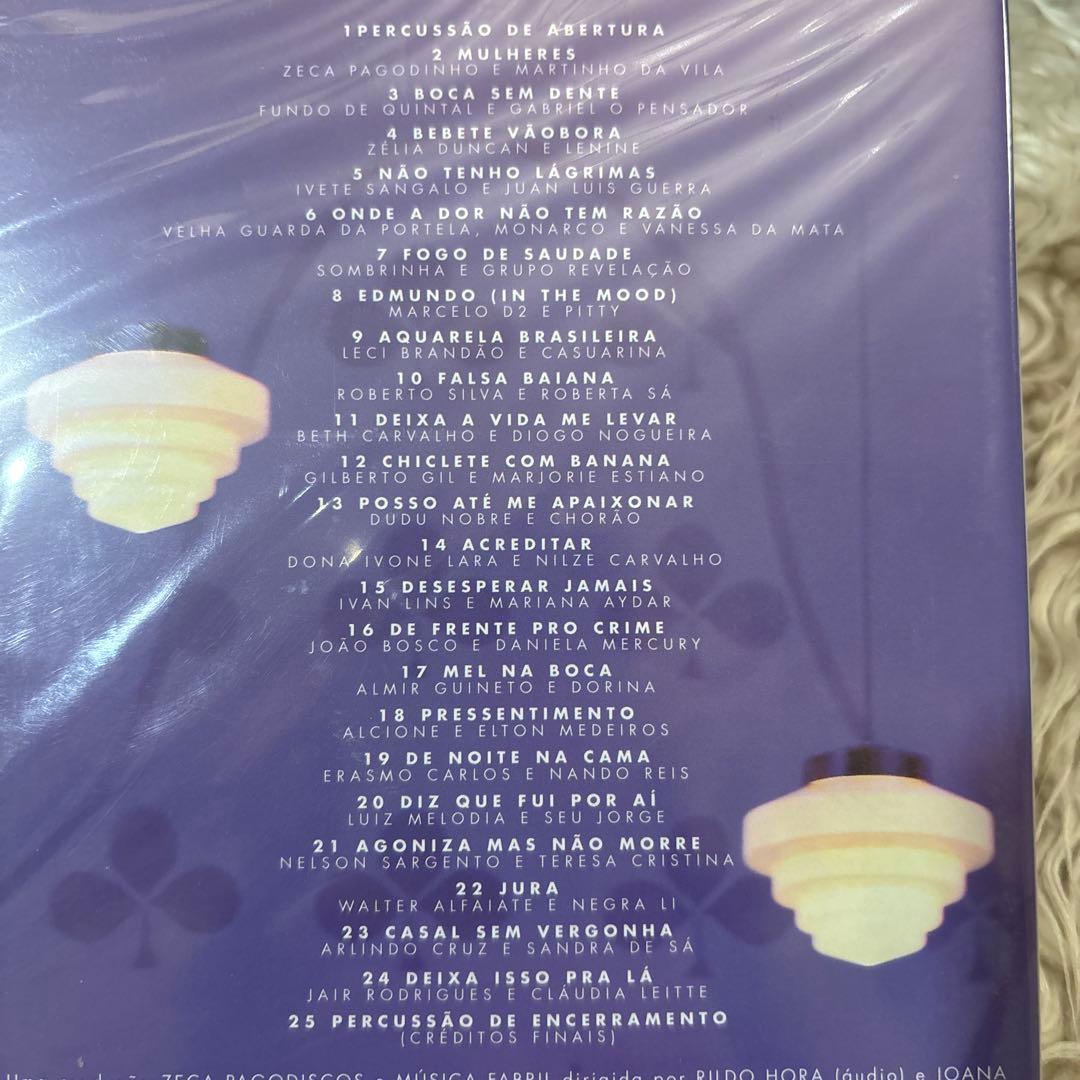 1PERCUSSÃO DE ABERTURA
2 MULHERES
ZECA PAGODINHO E MARTINHO DA VILA
3 BOCA SEM DENTE
FUNDO DE QUINTAL E GABRIEL O PENSADOR
4 BEBETE VÃOBORA
ZÉLIA DUNCAN E LENINE
5 NÃO TENHO LÁGRIMAS
IVETE SANGALO E JUAN LUIS GUERRA
6 ONDE A DOR NÃO TEM RAZÃO
VELHA GUARDA DA PORTELA, MONARCO E VANESSA DA MATA
7 FOGO DE SAUDADE
SOMBRINHA E GRUPO REVELAÇÃO
8 EDMUNDO (IN THE MOOD)
MARCELO D2 E PITTY
9 AQUARELA BRASILEIRA
LECI BRANDÃO E CASUARINA
10 FALSA BAIANA
ROBERTO SILVA E ROBERTA SÁ
11 DEIXA A VIDA ME LEVAR
BETH CARVALHO E DIOGO NOGUEIRA
12 CHICLETE COM BANANA
GILBERTO GIL E MARJORIE ESTIANO
13 POSSO ATÉ ME APAIXONAR
DUDU NOBRE E CHORÃO
14 ACREDITAR
DONA IVONE LARA E NILZE CARVALHO
15 DESESPERAR JAMAIS
IVAN LINS E MARIANA AYDAR
16 DE FRENTE PRO CRIME
JOÃO BOSCO E DANIELA MERCURY
17 MEL NA BOCA
ALMIR GUINETO E DORINA
18 PRESSENTIMENTO
ALCIONE E ELTON MEDEIROS
19 DE NOITE NA CAMA
ERASMO CARLOS E NANDO REIS
20 DIZ QUE FUI POR AÍ
LUIZ MELODIA E SEU JORGE
21 AGONIZA MAS NÃO MORRE
NELSON SARGENTO E TERESA CRISTINA
22 JURA
WALTER ALFAIATE E NEGRA LI
23 CASAL SEM VERGONHA
ARLINDO CRUZ E SANDRA DE SÁ
24 DEIXA ISSO PRA LÁ
JAIR RODRIGUES E CLÁUDIA LEITTE
25 PERCUSSÃO DE ENCERRAMENTO
(CRÉDITOS FINAIS)
ZECA PAGODISCOS e MÚSICA FABRIL dirigida por RILDO HORA (áudio) e JOANA